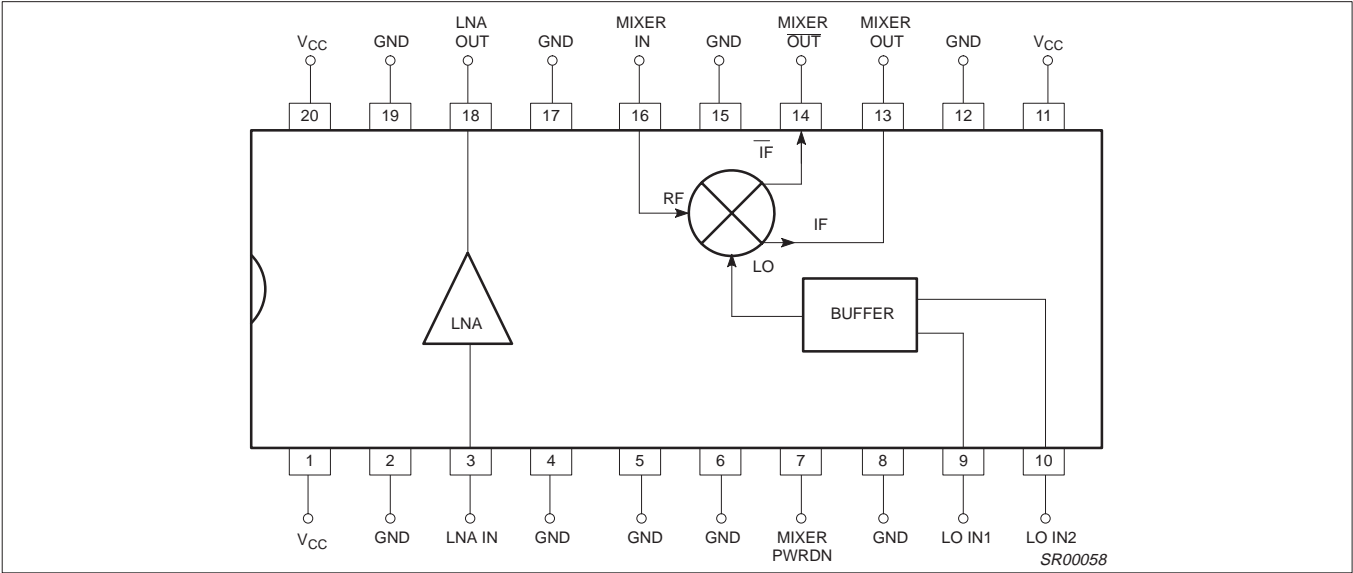 VCC GND LNA OUT GND MIXER IN GND MIXER OUT MIXER OUT GND VCC
20 19 18 17 16 15 14 13 12 11
IF
RF
IF
LO
LNA
BUFFER
1 2 3 4 5 6 7 8 9 10
VCC GND LNA IN GND GND GND MIXER PWRDN GND LO IN1 LO IN2
SR00058